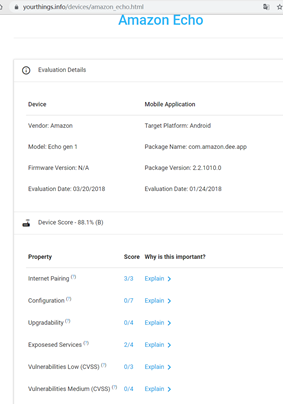 yourthings.info/devices/amazon_echo.html
Amazon Echo
Evaluation Details
Device Mobile Application
Vendor: Amazon Target Platform: Android
Model: Echo gen 1 Package Name: com.amazon.dee.app
Firmware Version: N/A Package Version: 2.2.1010.0
Evaluation Date: 03/20/2018 Evaluation Date: 01/24/2018
Device Score - 88.1% (B)
Property Score Why is this important?
Internet Pairing (?) 3/3 Explain
Configuration (?) 0/7 Explain
Upgradability (?) 0/4 Explain
Exposesed Services (?) 2/4 Explain
Vulnerabilities Low (CVSS) (?) 0/3 Explain
Vulnerabilities Medium (CVSS) (?) 0/4 Explain